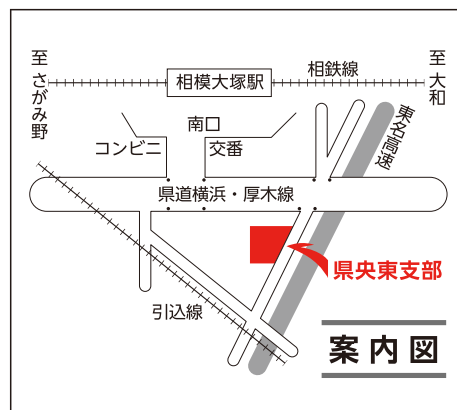 至さがみ野
相模大塚駅
相鉄線
至大和
南口
コンビニ
交番
東名高速
県道横浜・厚木線
県央東支部
引込線
案内図